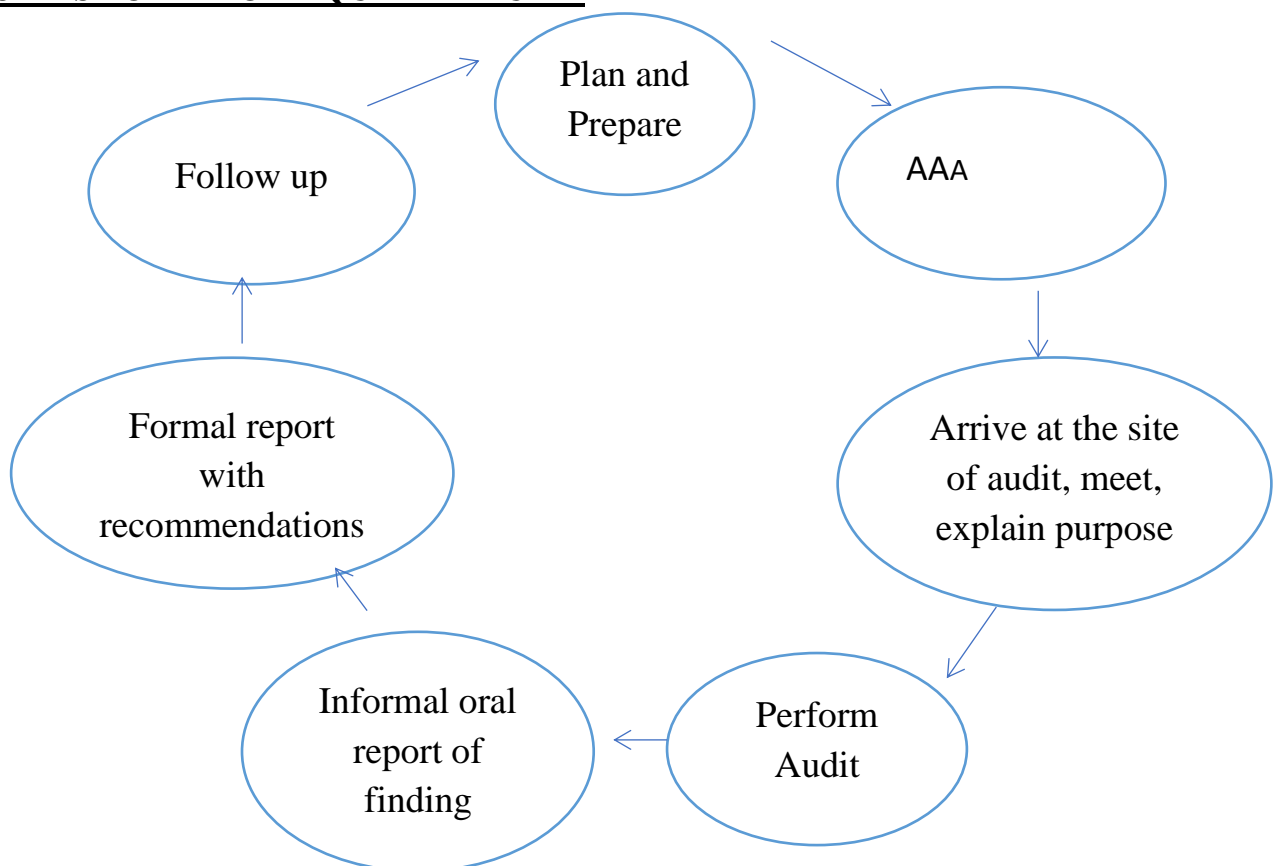 Plan and
Prepare
AAA
Arrive at the site
of audit, meet,
explain purpose
Perform
Audit
Informal oral
report of
finding
Formal report
with
recommendations
Follow up